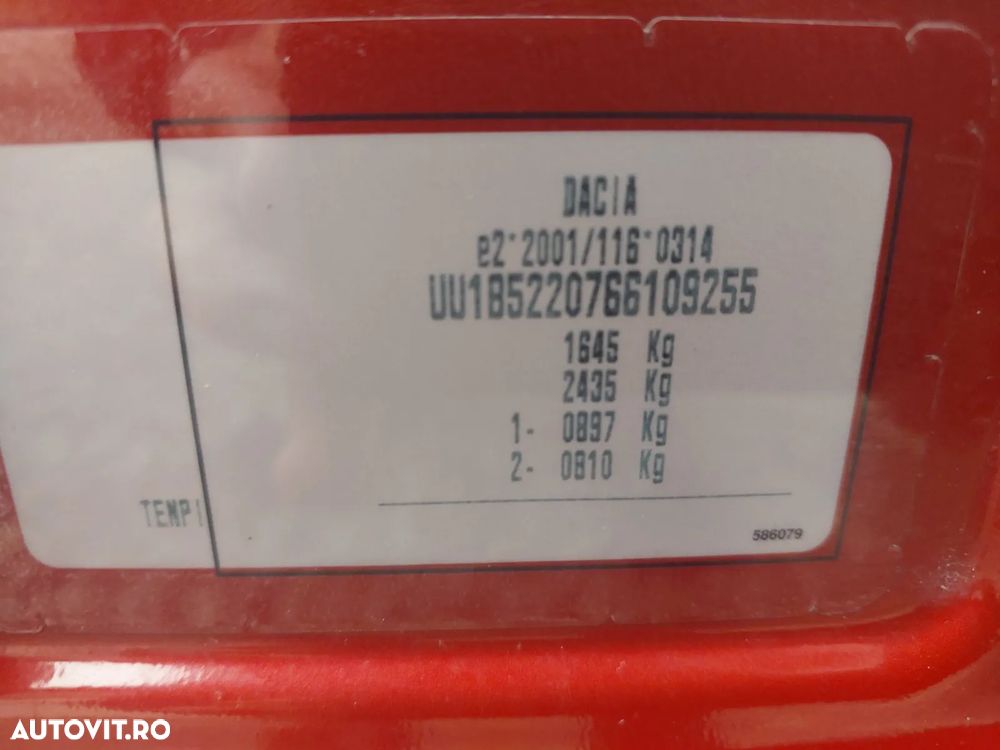 DACIA
e2*2001/116*0314
UU1B5220766109255
1645 Kg
2435 Kg
1- 0897 Kg
2- 0810 Kg
TEMPI
586079
AUTOVIT.RO